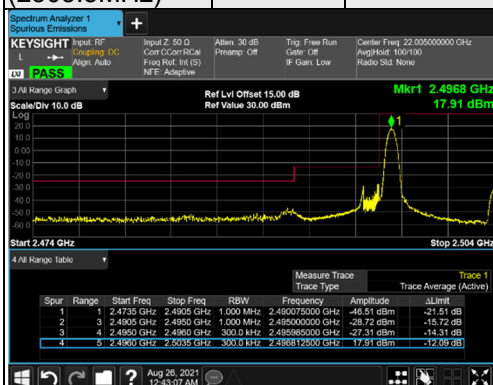 Spectrum Analyzer 1
Spurious Emissions
+
KEYSIGHT Input: RF Input Z: 50 Ω Atten: 30 dB Trig: Free Run Center Freq: 22.005000000 GHz
L Coupling: DC Corr CCorr RCal Preamp: Off Gate: Off Avg|Hold: 100/100
Align: Auto Freq Ref: Int (S) IF Gain: Low Radio Std: None
LXI PASS NFE: Adaptive
3 All Range Graph Ref Lvl Offset 15.00 dB Mkr1 2.4968 GHz
Scale/Div 10.0 dB Ref Value 30.00 dBm 17.91 dBm
Log
20.0
10.0
0.00
-10.0
-20.0
-30.0
-40.0
-50.0
-60.0
1
Start 2.474 GHz Stop 2.504 GHz
4 All Range Table
Measure Trace Trace 1
Trace Type Trace Average (Active)
Spur Range Start Freq Stop Freq RBW Frequency Amplitude ΔLimit
1 1 2.4735 GHz 2.4905 GHz 1.000 MHz 2.490075000 GHz -46.51 dBm -21.51 dB
2 3 2.4905 GHz 2.4950 GHz 1.000 MHz 2.495000000 GHz -28.72 dBm -15.72 dB
3 4 2.4950 GHz 2.4960 GHz 300.0 kHz 2.495985000 GHz -27.31 dBm -14.31 dB
4 5 2.4960 GHz 2.5035 GHz 300.0 kHz 2.496812500 GHz 17.91 dBm -12.09 dB
? Aug 26, 2021
12:43:07 AM